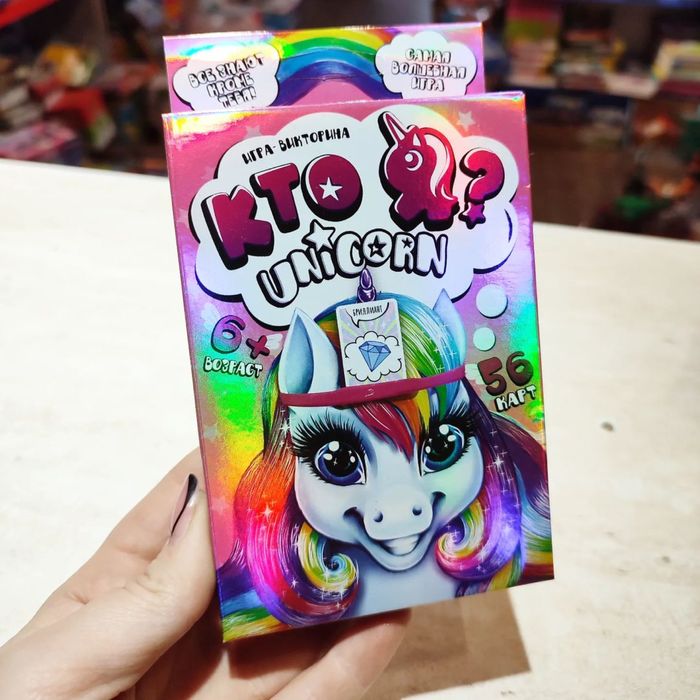 ВСЕ ЗНАЮТ
КРОМЕ
ТЕБЯ!
САМАЯ
ВОЛШЕБНАЯ
ИГРА
ИГРА-ВИКТОРИНА
КТО Я?
UNICORN
БРИЛЛИАНТ
6+
ВОЗРАСТ
56
КАРТ